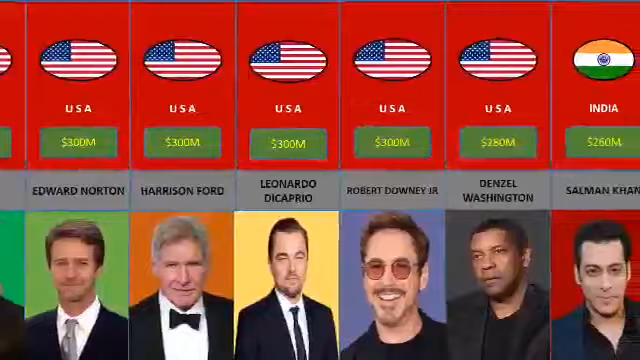 USA
USA
USA
USA
USA
INDIA
$300M
$300M
$300M
$300M
$280M
$260M
EDWARD NORTON
HARRISON FORD
LEONARDO
DICAPRIO
ROBERT DOWNEY JR
DENZEL
WASHINGTON
SALMAN KHAN